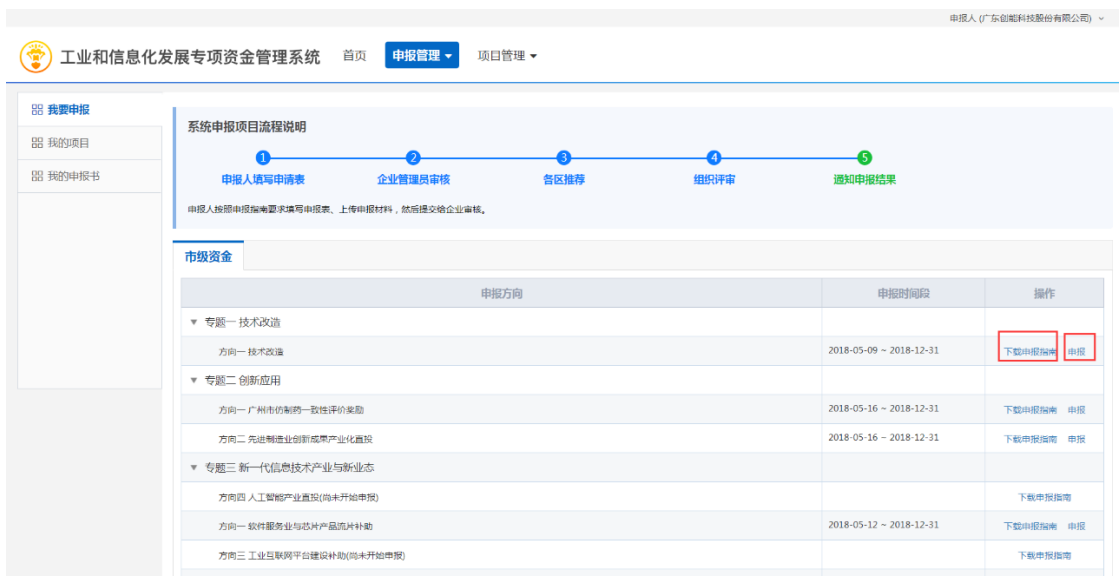 申报人 (广东创能科技股份有限公司)
工业和信息化发展专项资金管理系统 首页 申报管理 项目管理
我要申报
我的项目
我的申报书
系统申报项目流程说明
1 2 3 4 5
申报人填写申请表 企业管理员审核 各区推荐 组织评审 通知申报结果
申报人按照申报指南要求填写申报表、上传申报材料，然后提交给企业审核。
市级资金
申报方向 申报时间段 操作
专题一 技术改造
方向一 技术改造 2018-05-09 ~ 2018-12-31 下载申报指南 申报
专题二 创新应用
方向一 广州市仿制药一致性评价奖励 2018-05-16 ~ 2018-12-31 下载申报指南 申报
方向二 先进制造业创新成果产业化直投 2018-05-16 ~ 2018-12-31 下载申报指南 申报
专题三 新一代信息技术产业与新业态
方向四 人工智能产业直投(尚未开始申报) 下载申报指南
方向一 软件服务业与芯片产品流片补助 2018-05-12 ~ 2018-12-31 下载申报指南 申报
方向三 工业互联网平台建设补助(尚未开始申报) 下载申报指南